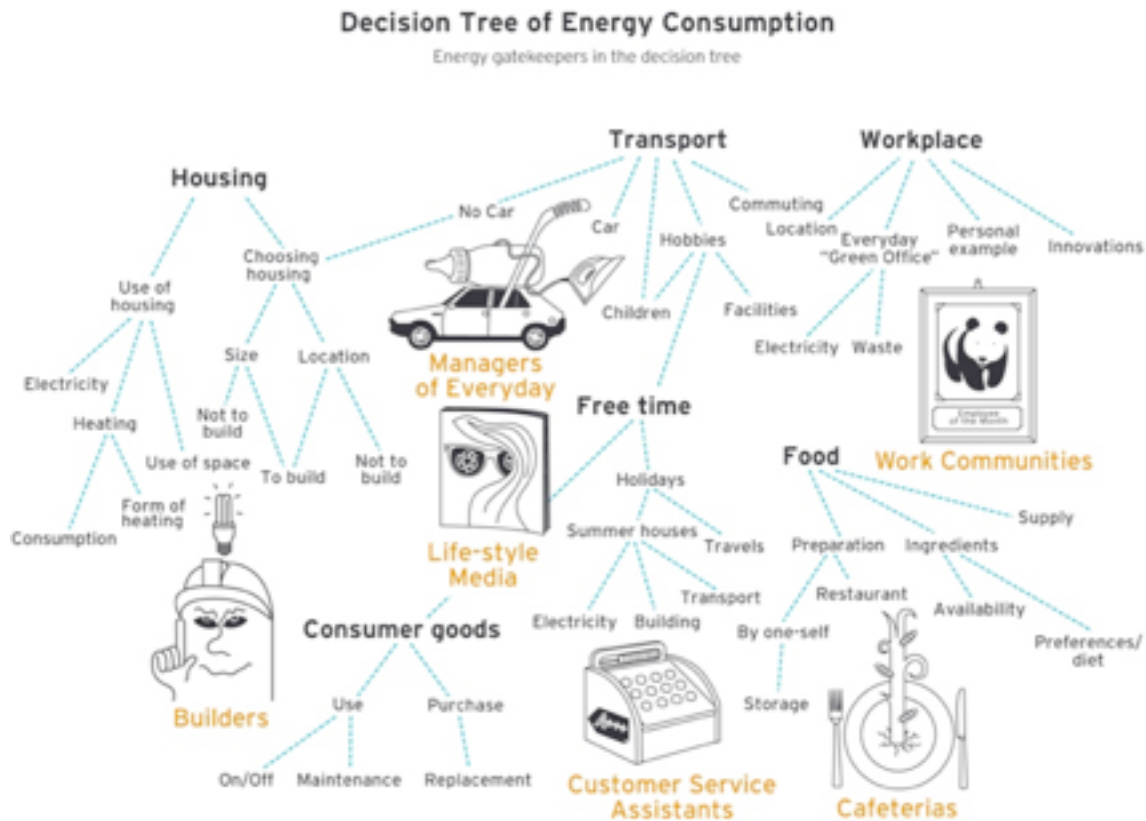 Decision Tree of Energy Consumption
Energy gatekeepers in the decision tree
Transport
Workplace
Housing
No Car
Car
Hobbies
Commuting
Location
Everyday
"Green Office"
Personal
example
Innovations
Choosing
housing
Use of
housing
Children
Facilities
Electricity
Waste
Size
Location
Managers
of Everyday
Electricity
Heating
Not to
build
Free time
Employee
of the Month
Use of space
To build
Not to
build
Food
Work Communities
Holidays
Form of
heating
Consumption
Supply
Summer houses
Travels
Preparation
Ingredients
Life-style
Media
Transport
Restaurant
Availability
Electricity
Building
By one-self
Consumer goods
Preferences/
diet
Storage
Builders
Use
Purchase
On/Off
Maintenance
Replacement
Customer Service
Assistants
Cafeterias